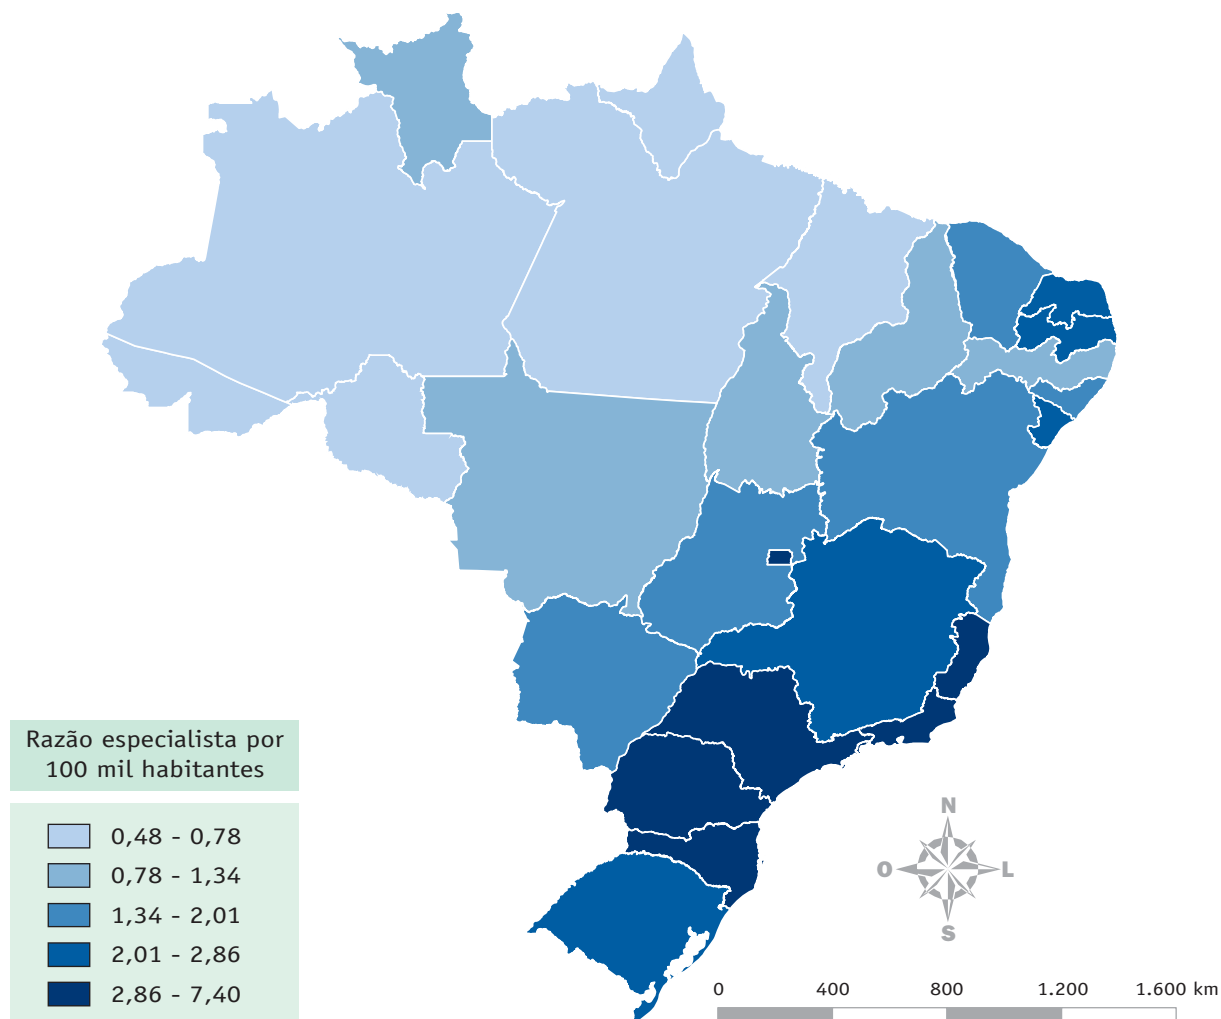 Razão especialista por
100 mil habitantes
0,48 - 0,78
0,78 - 1,34
1,34 - 2,01
2,01 - 2,86
2,86 - 7,40
N
O
L
S
0 400 800 1.200 1.600 km